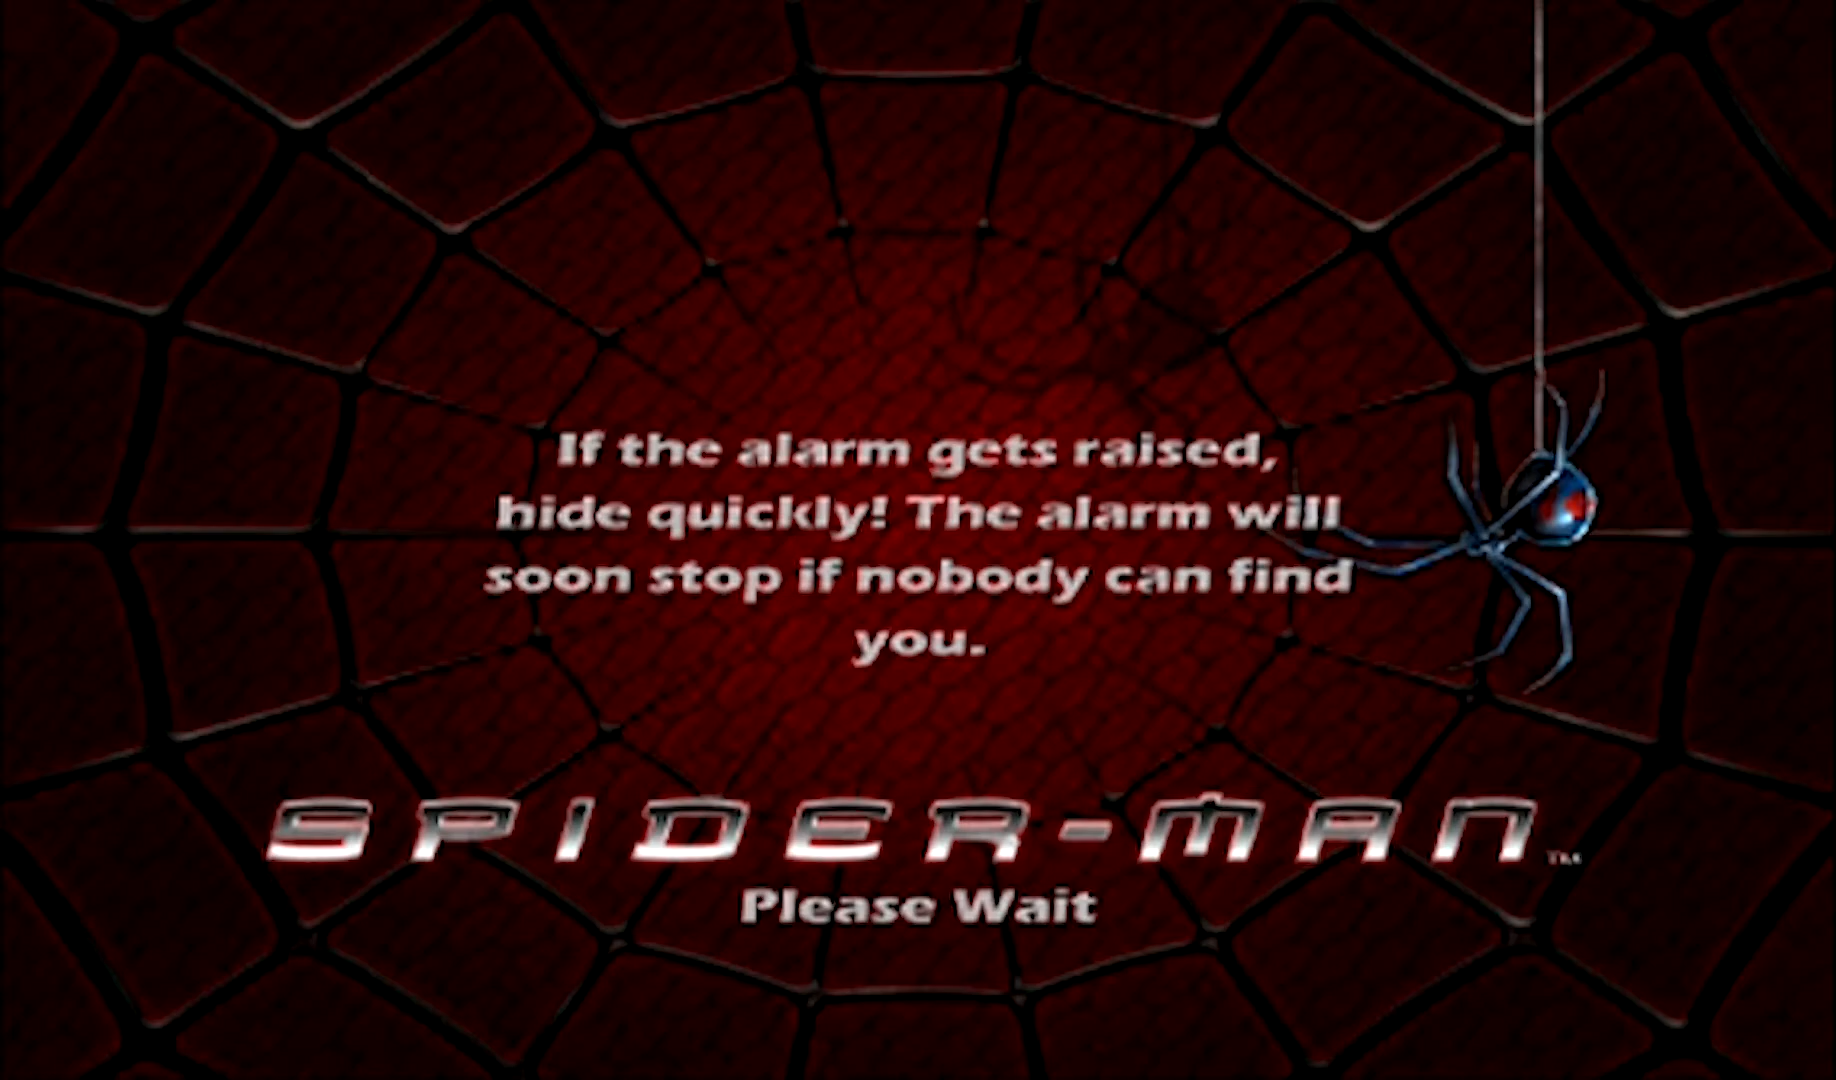 If the alarm gets raised,
hide quickly! The alarm will
soon stop if nobody can find
you.
SPIDER-MAN™
Please Wait